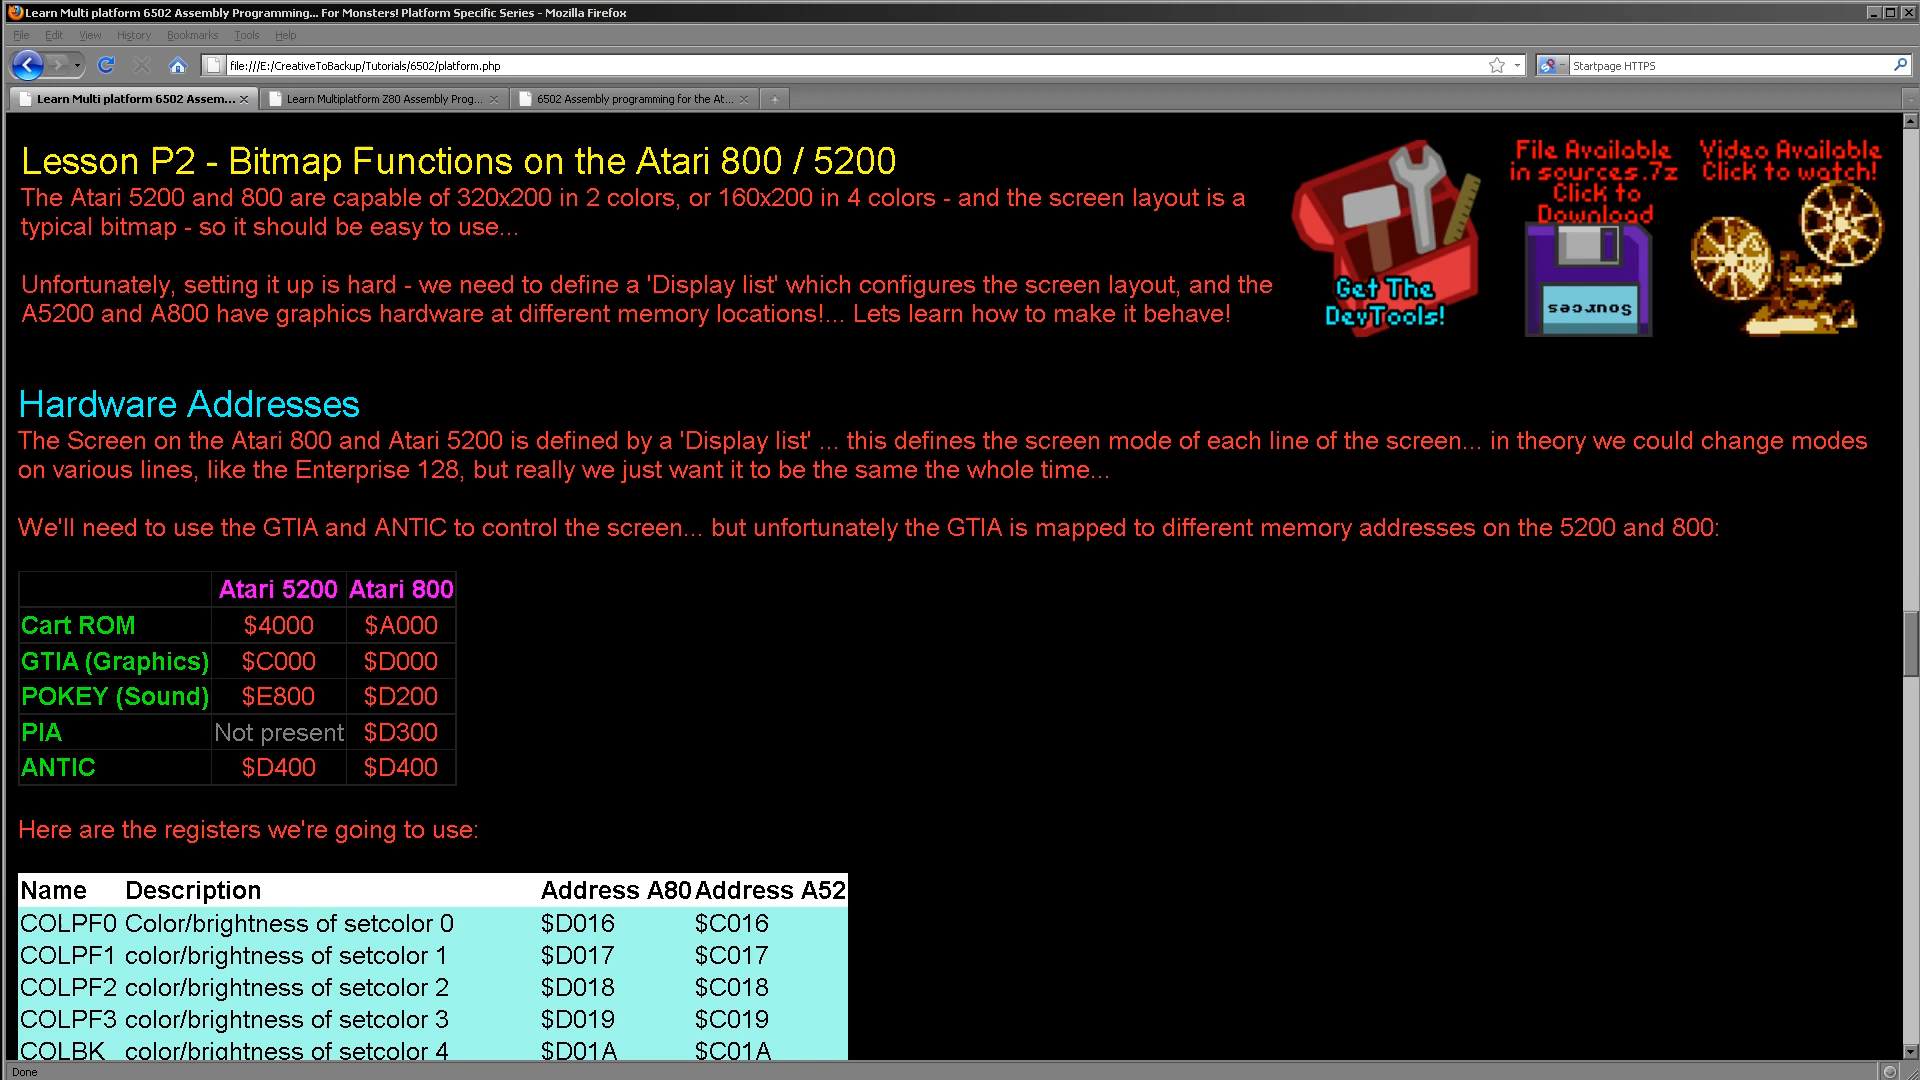 Learn Multi platform 6502 Assembly Programming... For Monsters! Platform Specific Series - Mozilla Firefox
File Edit View History Bookmarks Tools Help
file:///E:/CreativeToBackup/Tutorials/6502/platform.php
Startpage HTTPS
Learn Multi platform 6502 Assem...
Learn Multiplatform Z80 Assembly Prog...
6502 Assembly programming for the At...
Lesson P2 - Bitmap Functions on the Atari 800 / 5200
The Atari 5200 and 800 are capable of 320x200 in 2 colors, or 160x200 in 4 colors - and the screen layout is a
typical bitmap - so it should be easy to use...
Unfortunately, setting it up is hard - we need to define a 'Display list' which configures the screen layout, and the
A5200 and A800 have graphics hardware at different memory locations!... Lets learn how to make it behave!
Get The
DevTools!
File Available
in sources.7z
Click to
Download
Sources
Video Available
Click to watch!
Hardware Addresses
The Screen on the Atari 800 and Atari 5200 is defined by a 'Display list' ... this defines the screen mode of each line of the screen... in theory we could change modes
on various lines, like the Enterprise 128, but really we just want it to be the same the whole time...
We'll need to use the GTIA and ANTIC to control the screen... but unfortunately the GTIA is mapped to different memory addresses on the 5200 and 800:
Atari 5200 Atari 800
Cart ROM $4000 $A000
GTIA (Graphics) $C000 $D000
POKEY (Sound) $E800 $D200
PIA Not present $D300
ANTIC $D400 $D400
Here are the registers we're going to use:
Name Description Address A80 Address A52
COLPF0 Color/brightness of setcolor 0 $D016 $C016
COLPF1 color/brightness of setcolor 1 $D017 $C017
COLPF2 color/brightness of setcolor 2 $D018 $C018
COLPF3 color/brightness of setcolor 3 $D019 $C019
COLBK color/brightness of setcolor 4 $D01A $C01A
Done